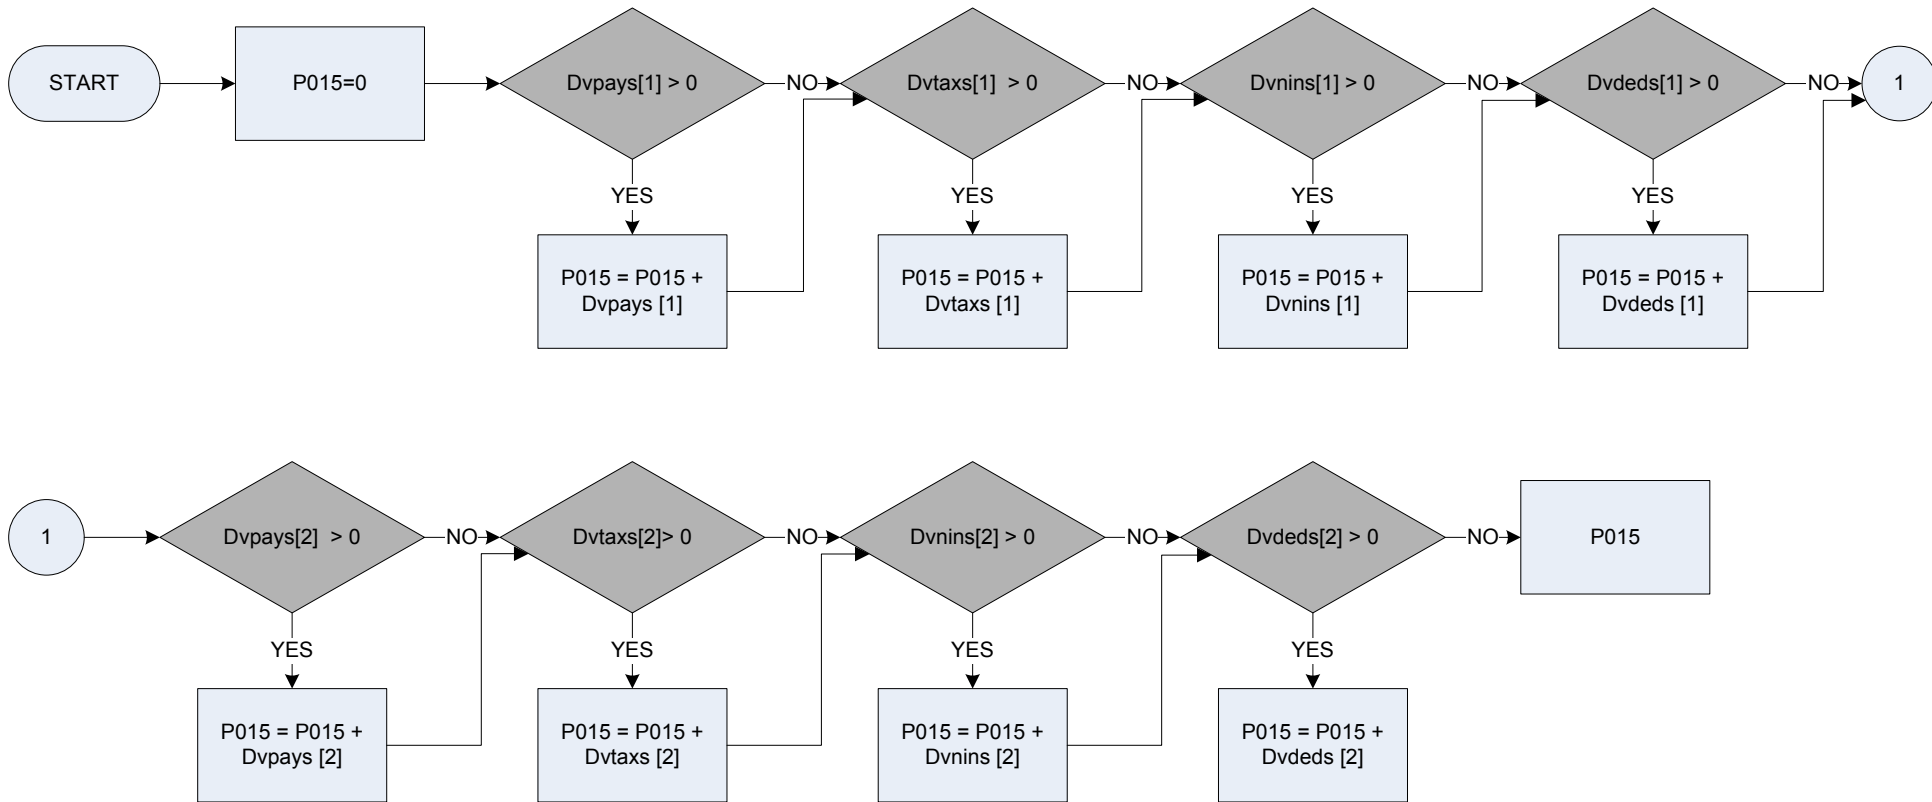 START
P015=0
Dvpays[1] > 0
NO
Dvtaxs[1]  > 0
NO
Dvnins[1] > 0
NO
Dvdeds[1] > 0
NO
1
YES
YES
YES
YES
P015 = P015 +
Dvpays [1]
P015 = P015 +
Dvtaxs [1]
P015 = P015 +
Dvnins [1]
P015 = P015 +
Dvdeds [1]
1
Dvpays[2]  > 0
NO
Dvtaxs[2]> 0
NO
Dvnins[2] > 0
NO
Dvdeds[2] > 0
NO
P015
YES
YES
YES
YES
P015 = P015 +
Dvpays [2]
P015 = P015 +
Dvtaxs [2]
P015 = P015 +
Dvnins [2]
P015 = P015 +
Dvdeds [2]